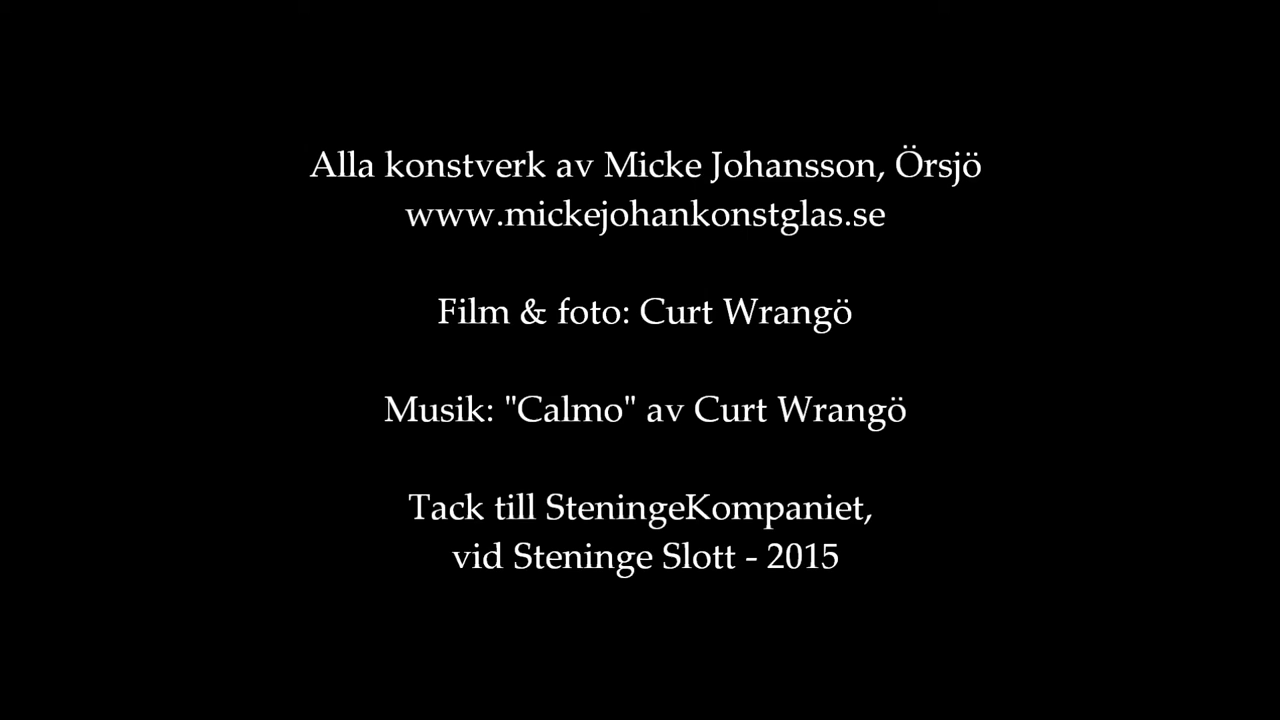 Alla konstverk av Micke Johansson, Örsjö
www.mickejohankonstglas.se
Film & foto: Curt Wrangö
Musik: "Calmo" av Curt Wrangö
Tack till SteningeKompaniet,
vid Steninge Slott - 2015